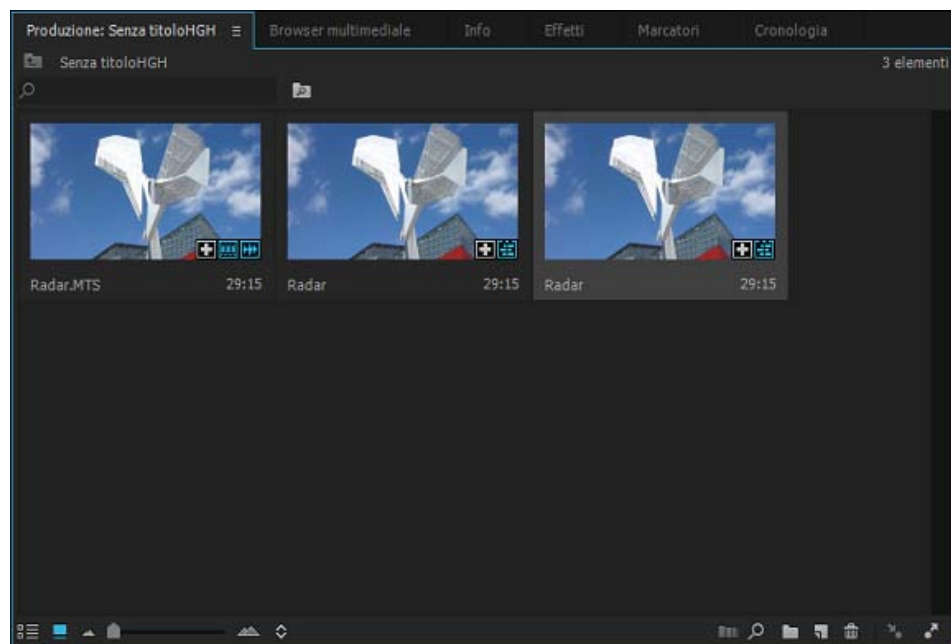 Produzione: Senza titoloHGH
Browser multimediale
Info
Effetti
Marcatori
Cronologia
Senza titoloHGH
3 elementi
Radar.MTS 29:15
Radar 29:15
Radar 29:15